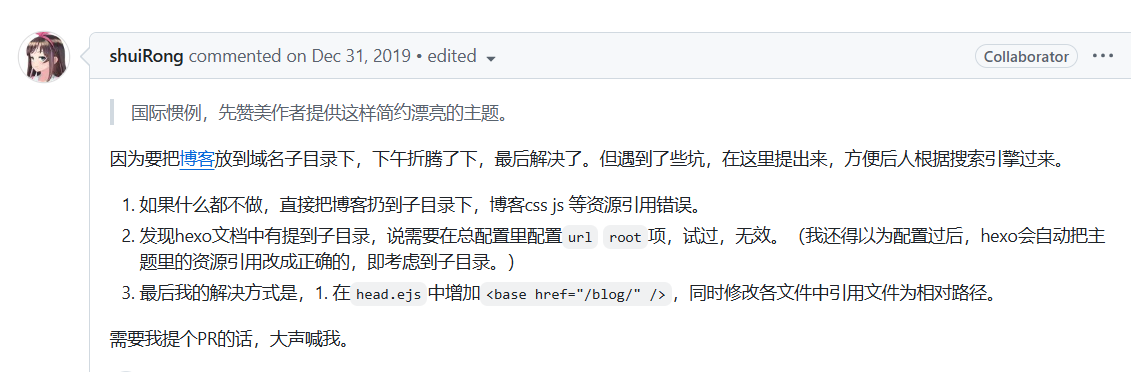 shuiRong commented on Dec 31, 2019 • edited
Collaborator
国际惯例，先赞美作者提供这样简约漂亮的主题。
因为要把博客放到域名子目录下，下午折腾了下，最后解决了。但遇到了些坑，在这里提出来，方便后人根据搜索引擎过来。
1. 如果什么都不做，直接把博客扔到子目录下，博客css js 等资源引用错误。
2. 发现hexo文档中有提到子目录，说需要在总配置里配置 url root 项，试过，无效。（我还得以为配置过后，hexo会自动把主
题里的资源引用改成正确的，即考虑到子目录。）
3. 最后我的解决方式是，1. 在 head.ejs 中增加 <base href="/blog/" /> ，同时修改各文件中引用文件为相对路径。
需要我提个PR的话，大声喊我。